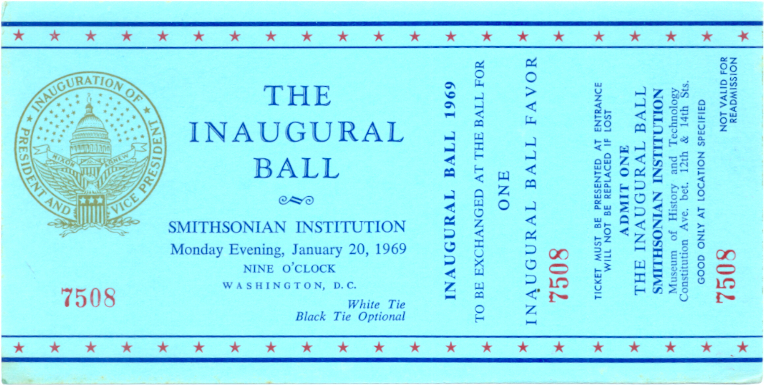 INAUGURATION OF
PRESIDENT AND
VICE PRESIDENT
7508
THE
INAUGURAL
BALL
SMITHSONIAN INSTITUTION
Monday Evening, January 20, 1969
NINE O'CLOCK
WASHINGTON, D.C.
White Tie
Black Tie Optional
INAUGURAL BALL 1969
TO BE EXCHANGED AT THE BALL FOR
ONE
INAUGURAL BALL FAVOR
7508
TICKET MUST BE PRESENTED AT ENTRANCE
WILL NOT BE REPLACED IF LOST
ADMIT ONE
THE INAUGURAL BALL
SMITHSONIAN INSTITUTION
Museum of History and Technology
Constitution Ave. bet. 12th & 14th Sts.
GOOD ONLY AT LOCATION SPECIFIED
7508
NOT VALID FOR
READMISSION